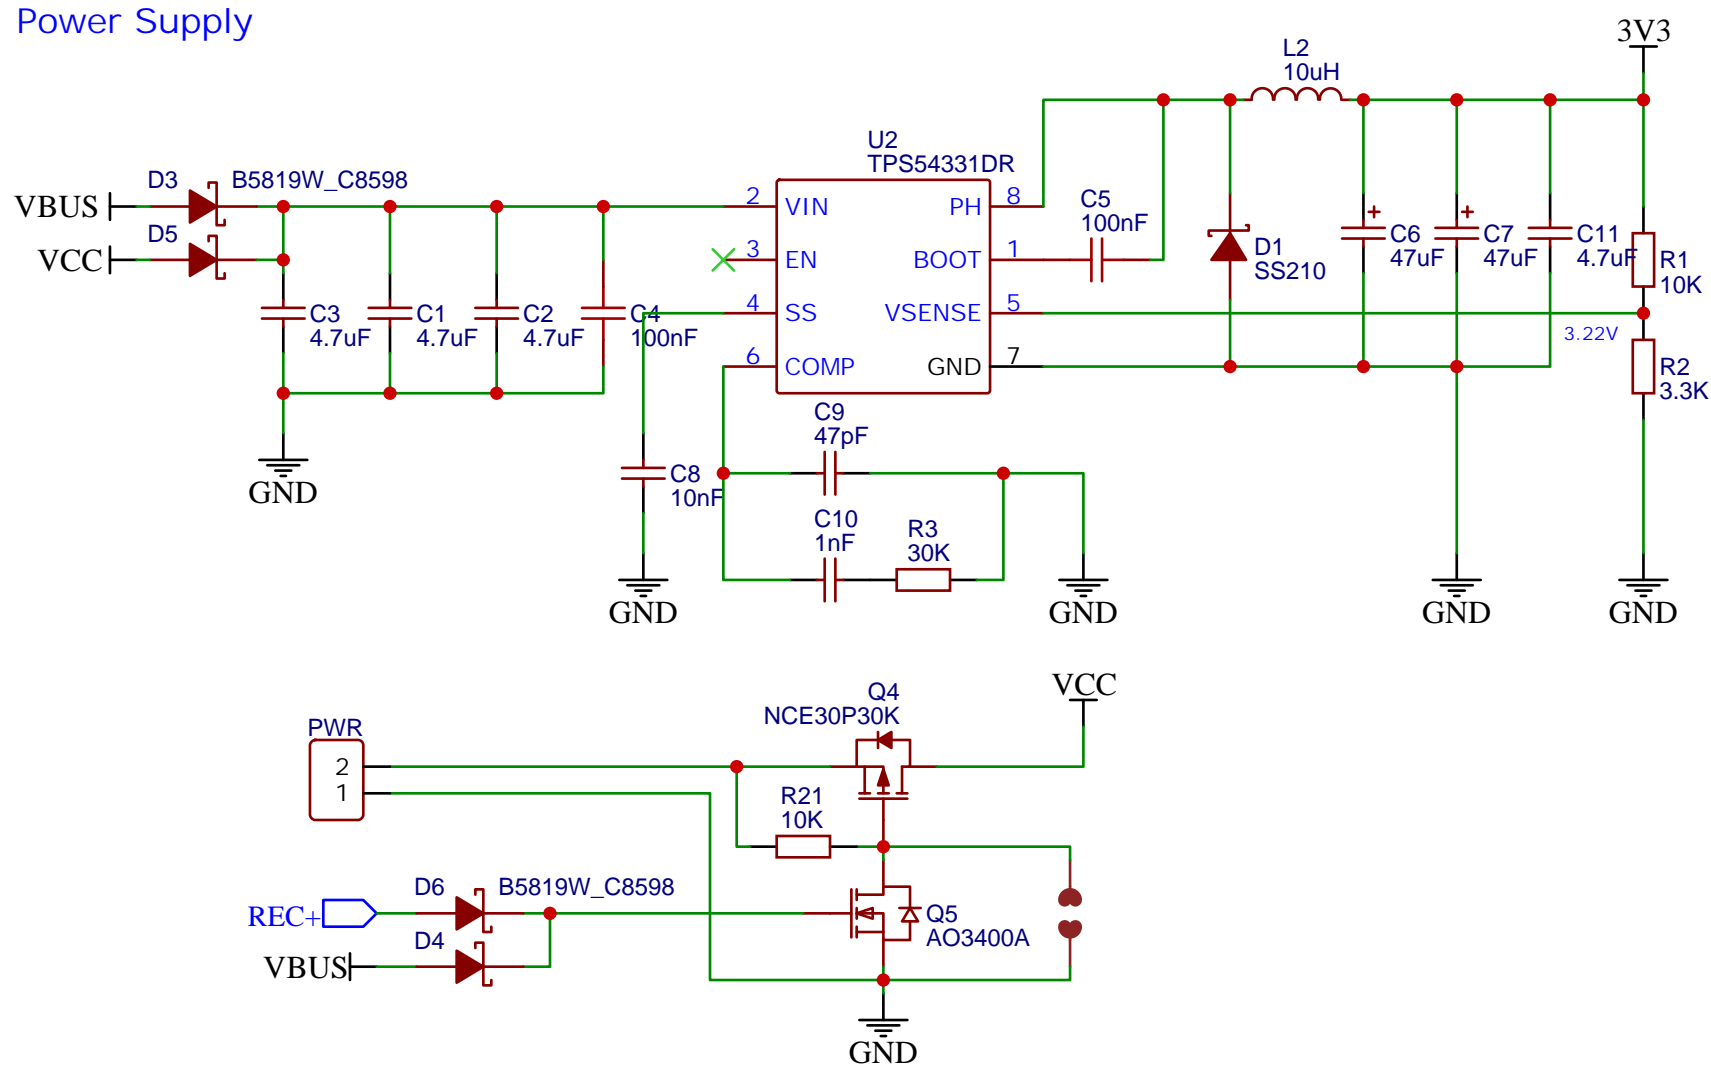 Power Supply
3V3
L2
10uH
U2
TPS54331DR
D3
B5819W_C8598
VBUS
D5
VCC
2
VIN
3
EN
4
SS
6
COMP
PH
8
BOOT
1
VSENSE
5
GND
7
C5
100nF
D1
SS210
C6
47uF
C7
47uF
C11
4.7uF
R1
10K
3.22V
R2
3.3K
C3
4.7uF
C1
4.7uF
C2
4.7uF
C4
100nF
GND
C9
47pF
C8
10nF
C10
1nF
R3
30K
GND
GND
GND
GND
Q4
NCE30P30K
VCC
PWR
2
1
R21
10K
D6
B5819W_C8598
REC+
D4
VBUS
Q5
AO3400A
GND